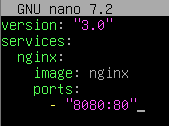 GNU nano 7.2
version: "3.0"
services:
  nginx:
    image: nginx
    ports:
      - "8080:80"